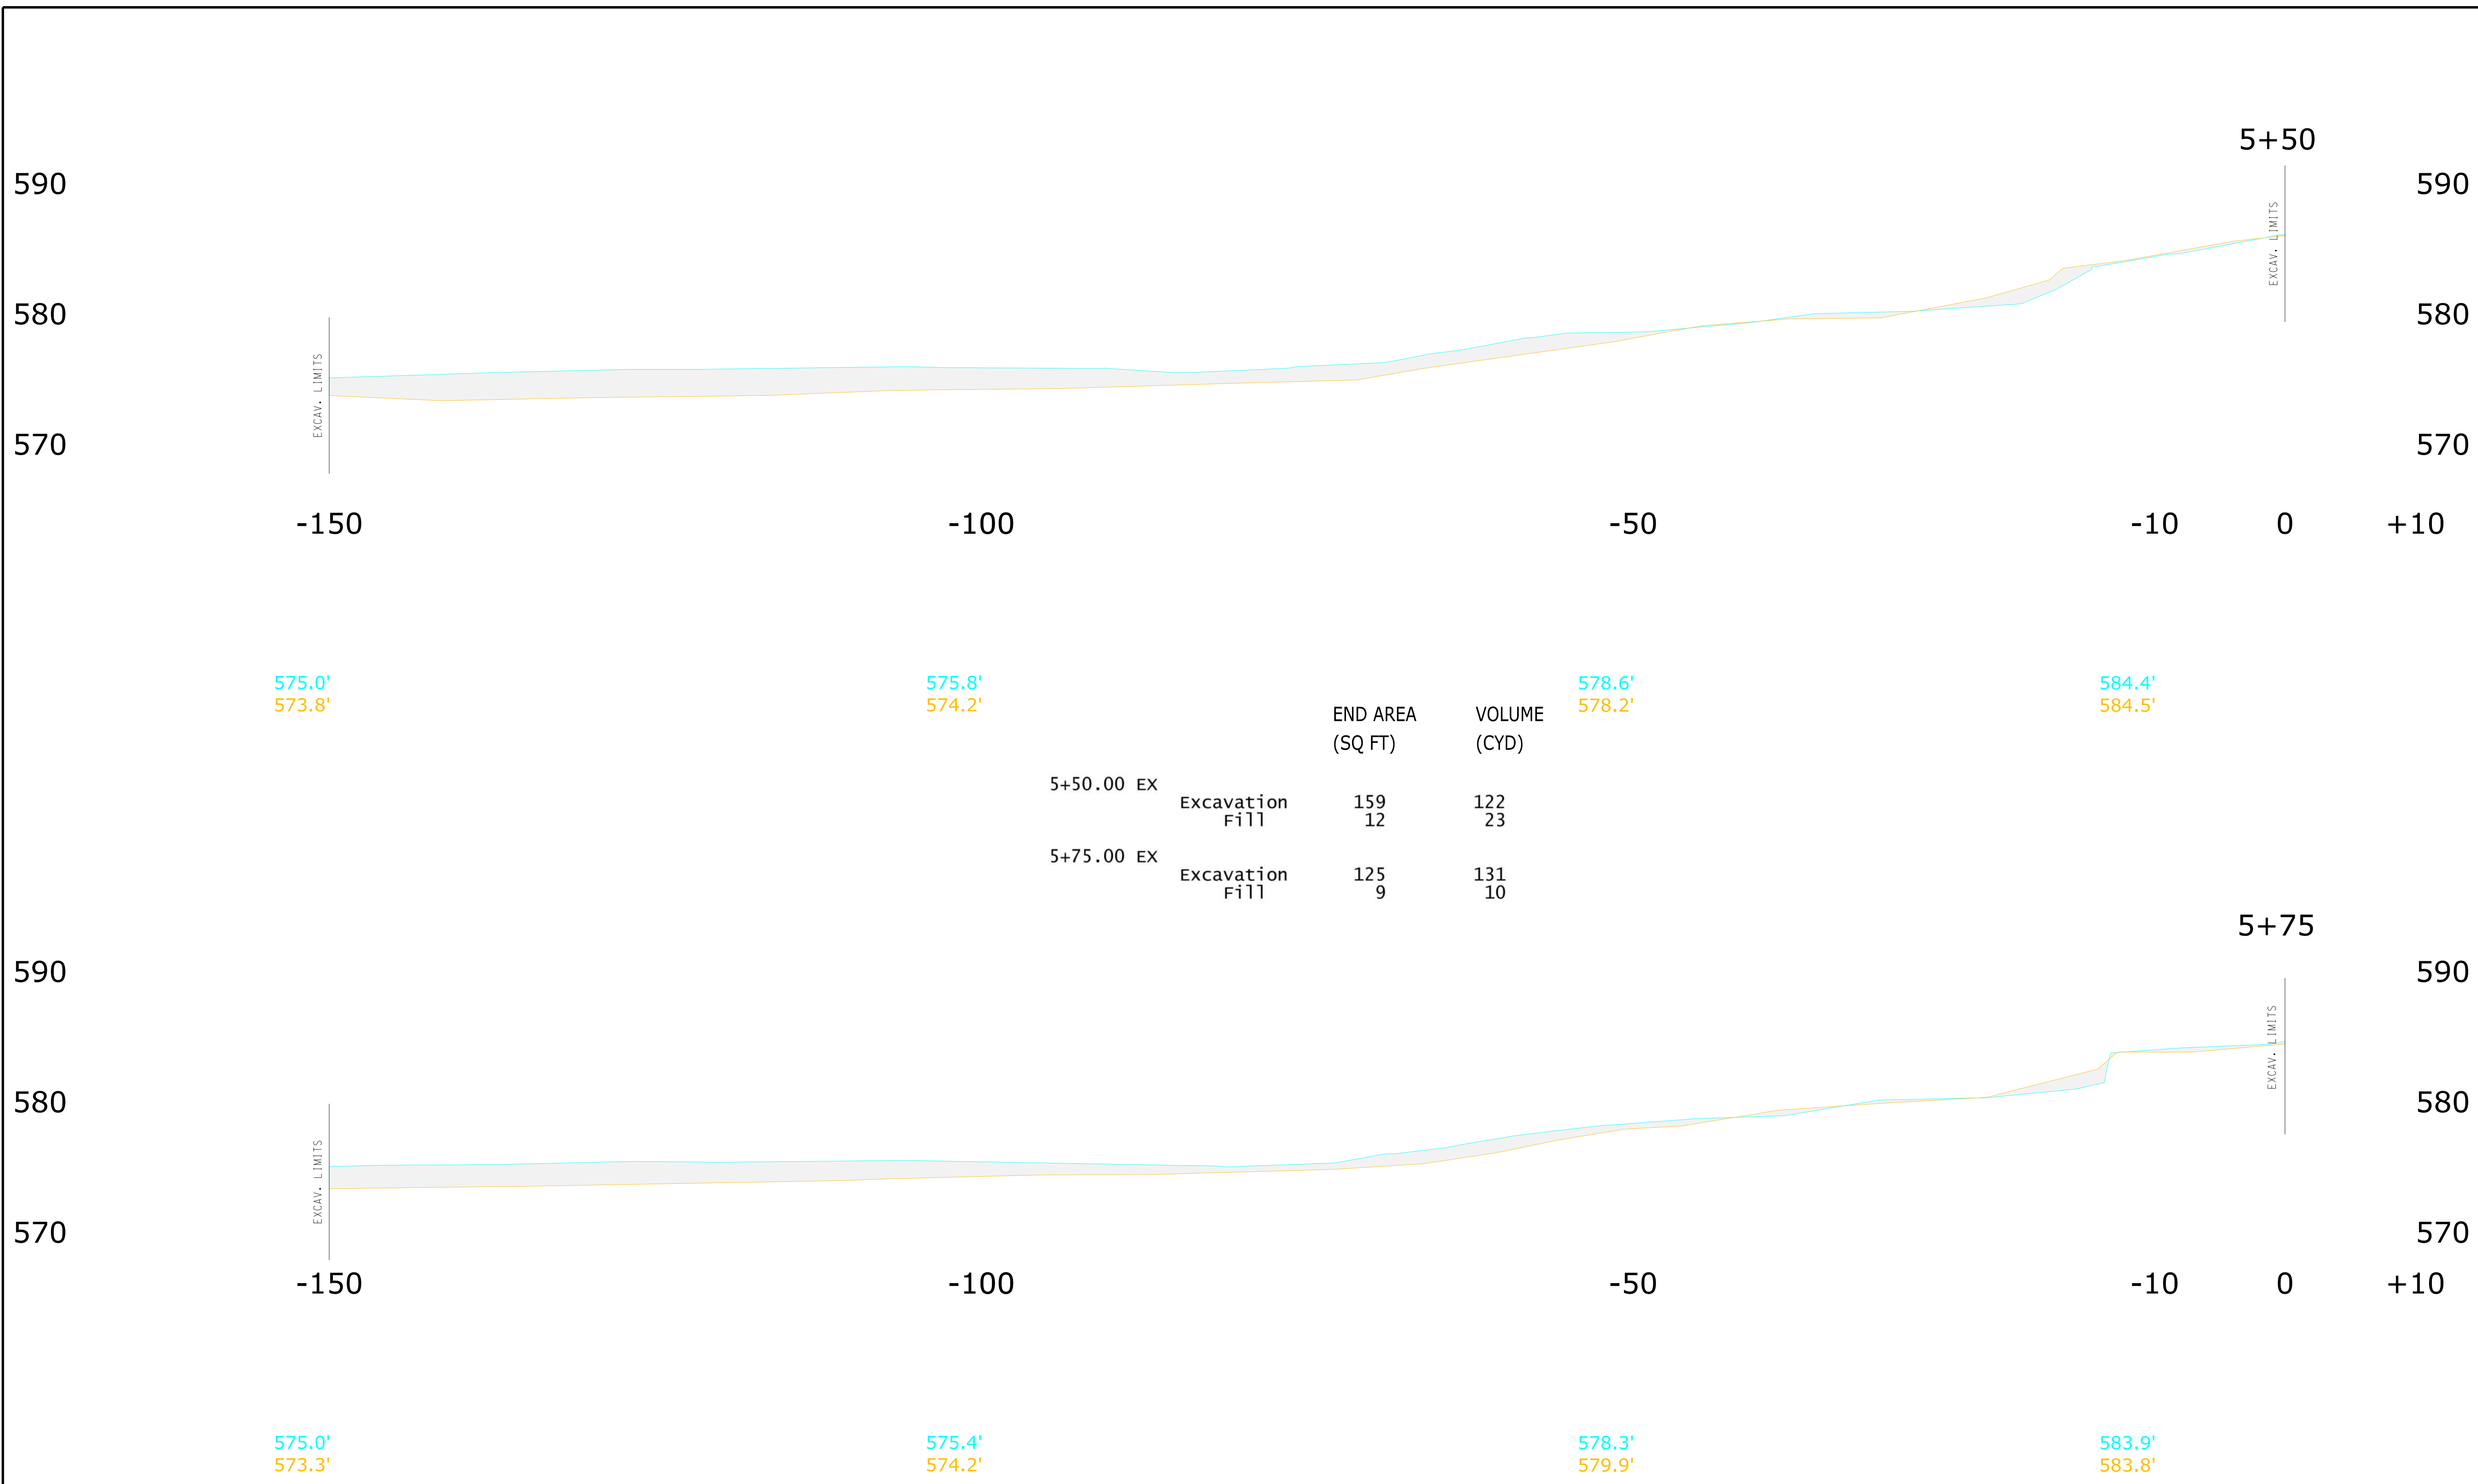 5+50
590 590
EXCAV. LIMITS
580 580
EXCAV. LIMITS
570 570
-150 -100 -50 -10 0 +10
575.0' 575.8' 578.6' 584.4'
573.8' 574.2' 578.2' 584.5'
END AREA VOLUME
(SQ FT) (CYD)
5+50.00 EX
Excavation 159 122
Fill 12 23
5+75.00 EX
Excavation 125 131
Fill 9 10
5+75
590 590
EXCAV. LIMITS
580 580
EXCAV. LIMITS
570 570
-150 -100 -50 -10 0 +10
575.0' 575.4' 578.3' 583.9'
573.3' 574.2' 579.9' 583.8'